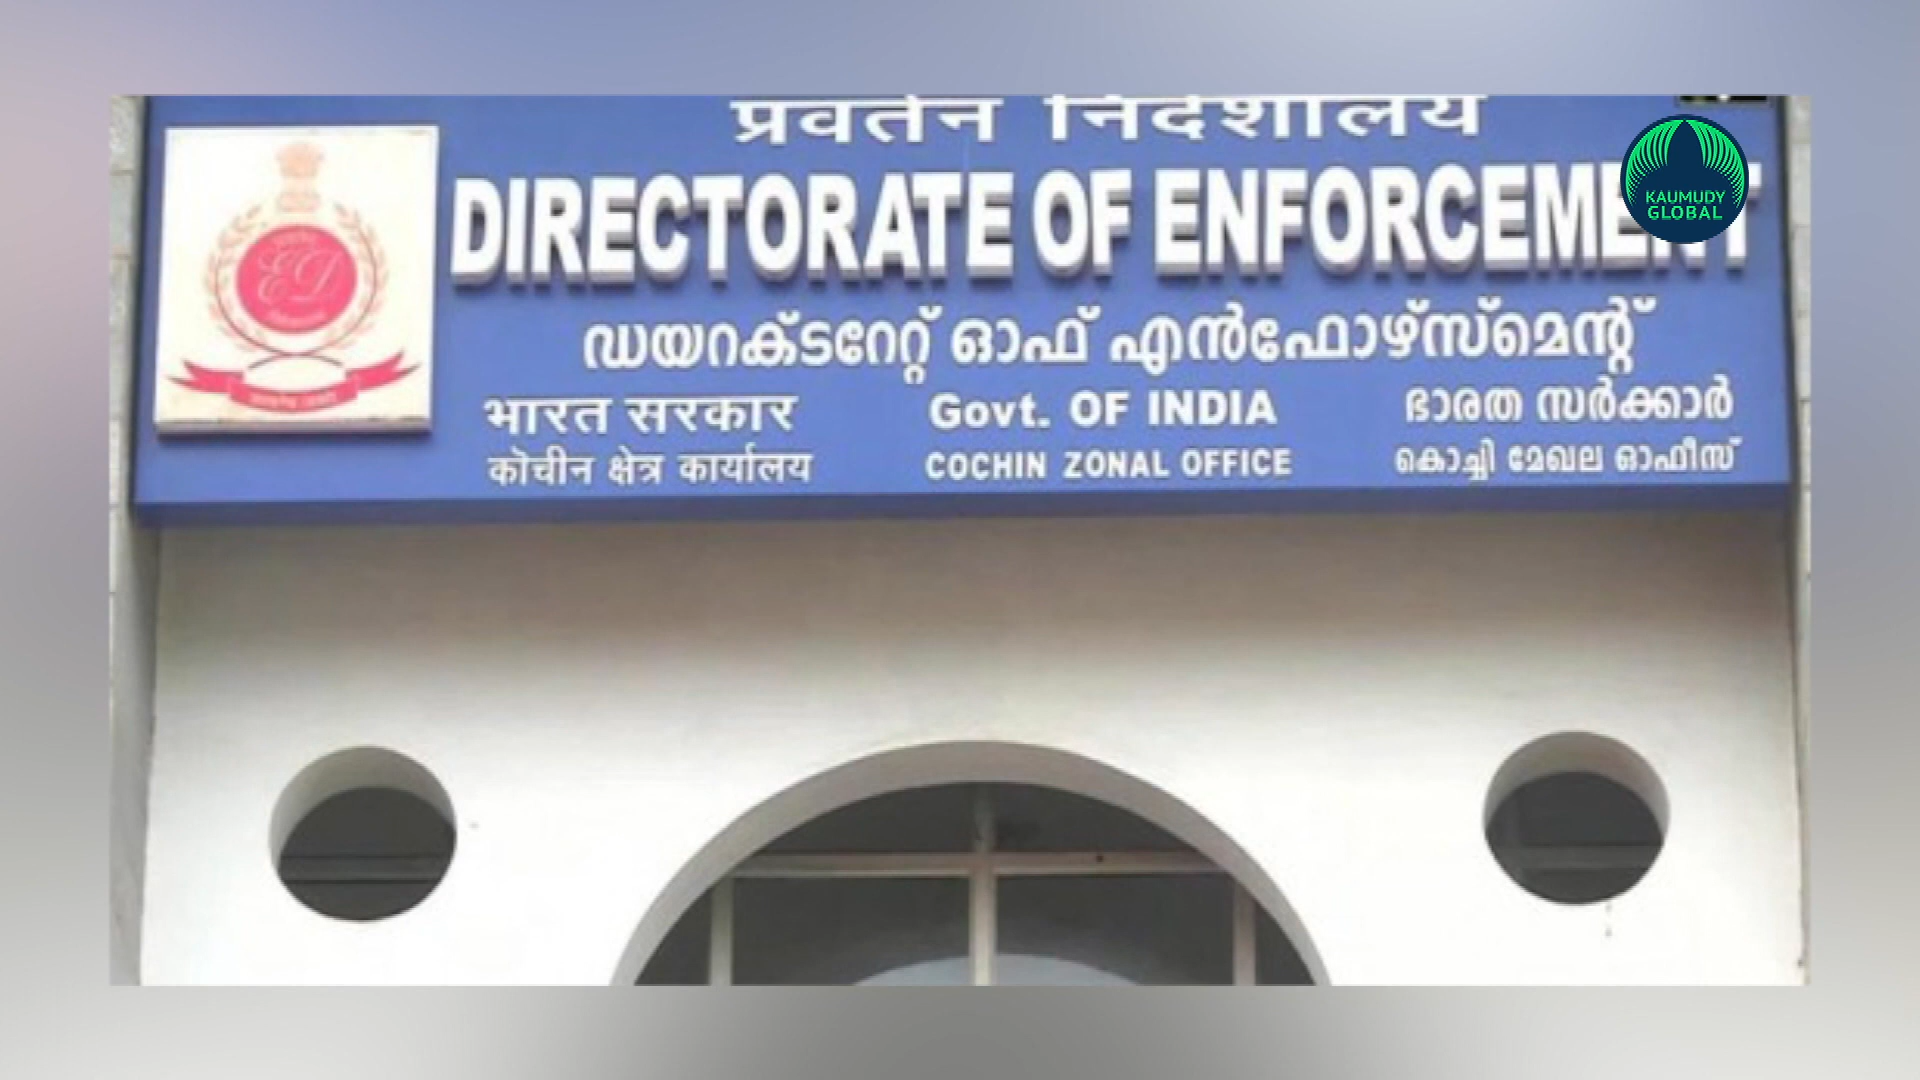 प्रवर्तन निदेशालय
DIRECTORATE OF ENFORCEMENT
KAUMUDY
GLOBAL
ഡയറക്ടറേറ്റ് ഓഫ് എൻഫോഴ്സ്മെന്റ്
भारत सरकार Govt. OF INDIA ഭാരത സർക്കാർ
कोचीन क्षेत्र कार्यालय COCHIN ZONAL OFFICE കൊച്ചി മേഖല ഓഫീസ്
ED